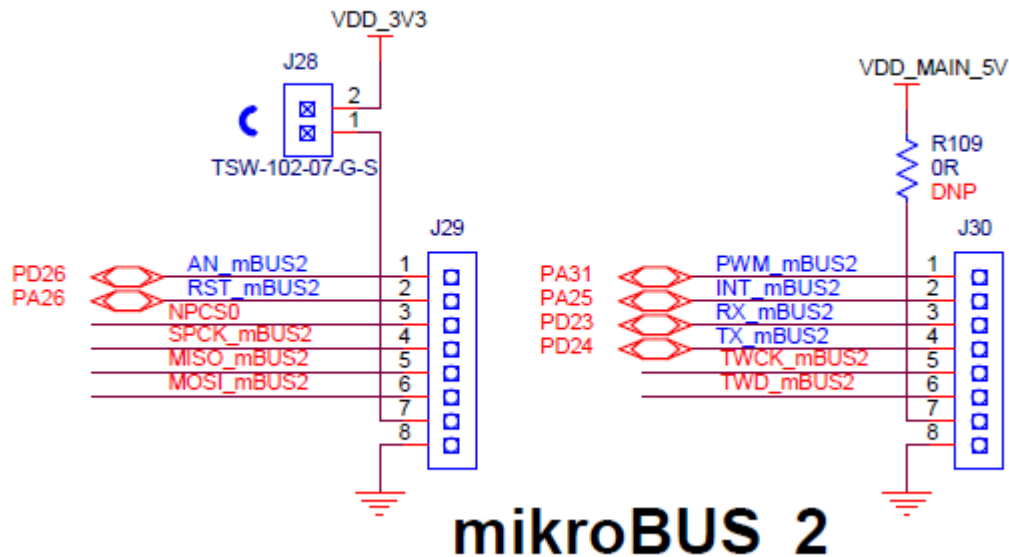 VDD_3V3
J28
2
1
TSW-102-07-G-S
J29
PD26 AN_mBUS2 1
PA26 RST_mBUS2 2
NPCS0 3
SPCK_mBUS2 4
MISO_mBUS2 5
MOSI_mBUS2 6
7
8
VDD_MAIN_5V
R109
0R
DNP
J30
PA31 PWM_mBUS2 1
PA25 INT_mBUS2 2
PD23 RX_mBUS2 3
PD24 TX_mBUS2 4
TWCK_mBUS2 5
TWD_mBUS2 6
7
8
mikroBUS 2